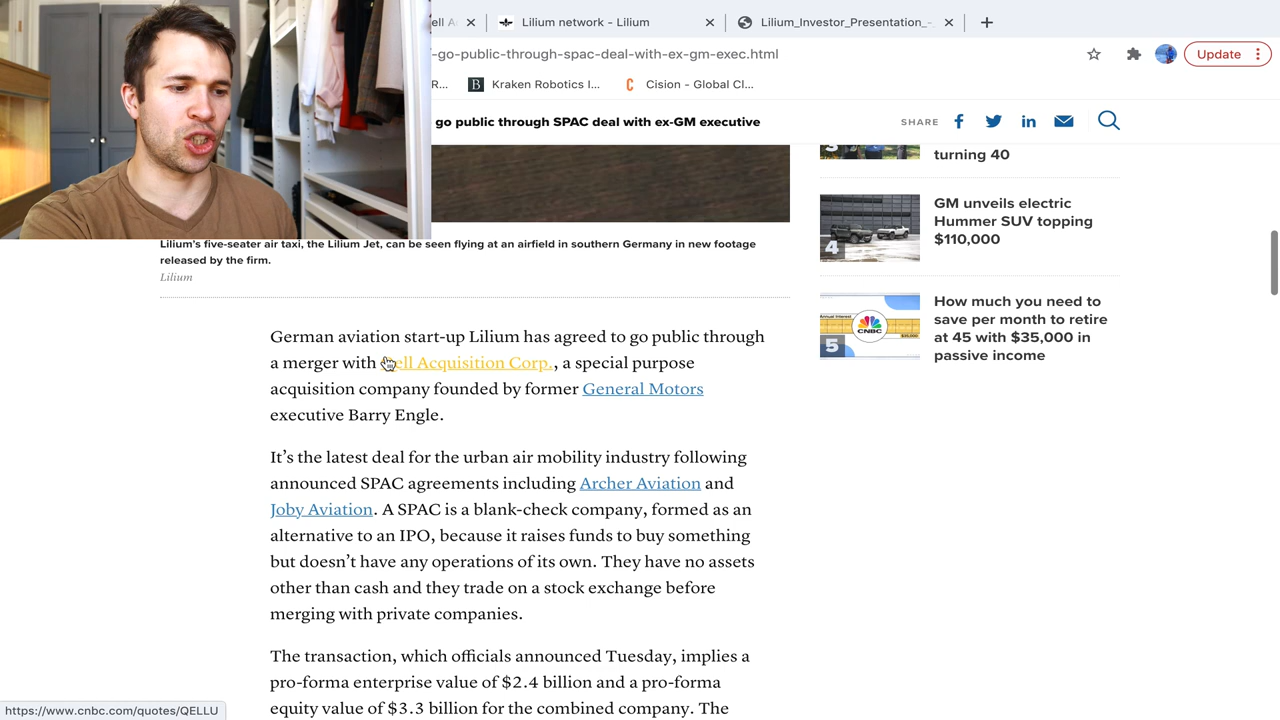 Lilium network - Lilium
Lilium_Investor_Presentation_-
-go-public-through-spac-deal-with-ex-gm-exec.html
Update
R...
Kraken Robotics I...
Cision - Global Cl...
go public through SPAC deal with ex-GM executive
SHARE
3
turning 40
GM unveils electric
Hummer SUV topping
$110,000
4
How much you need to
save per month to retire
at 45 with $35,000 in
passive income
Annual Interest
CNBC
$35,000
5
Lilium's five-seater air taxi, the Lilium Jet, can be seen flying at an airfield in southern Germany in new footage
released by the firm.
Lilium
German aviation start-up Lilium has agreed to go public through
a merger with ell Acquisition Corp., a special purpose
acquisition company founded by former General Motors
executive Barry Engle.
It’s the latest deal for the urban air mobility industry following
announced SPAC agreements including Archer Aviation and
Joby Aviation. A SPAC is a blank-check company, formed as an
alternative to an IPO, because it raises funds to buy something
but doesn’t have any operations of its own. They have no assets
other than cash and they trade on a stock exchange before
merging with private companies.
The transaction, which officials announced Tuesday, implies a
pro-forma enterprise value of $2.4 billion and a pro-forma
equity value of $3.3 billion for the combined company. The
https://www.cnbc.com/quotes/QELLU